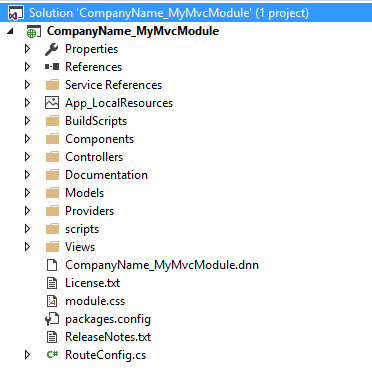 Solution 'CompanyName_MyMvcModule' (1 project)
CompanyName_MyMvcModule
Properties
References
Service References
App_LocalResources
BuildScripts
Components
Controllers
Documentation
Models
Providers
scripts
Views
CompanyName_MyMvcModule.dnn
License.txt
module.css
packages.config
ReleaseNotes.txt
C# RouteConfig.cs